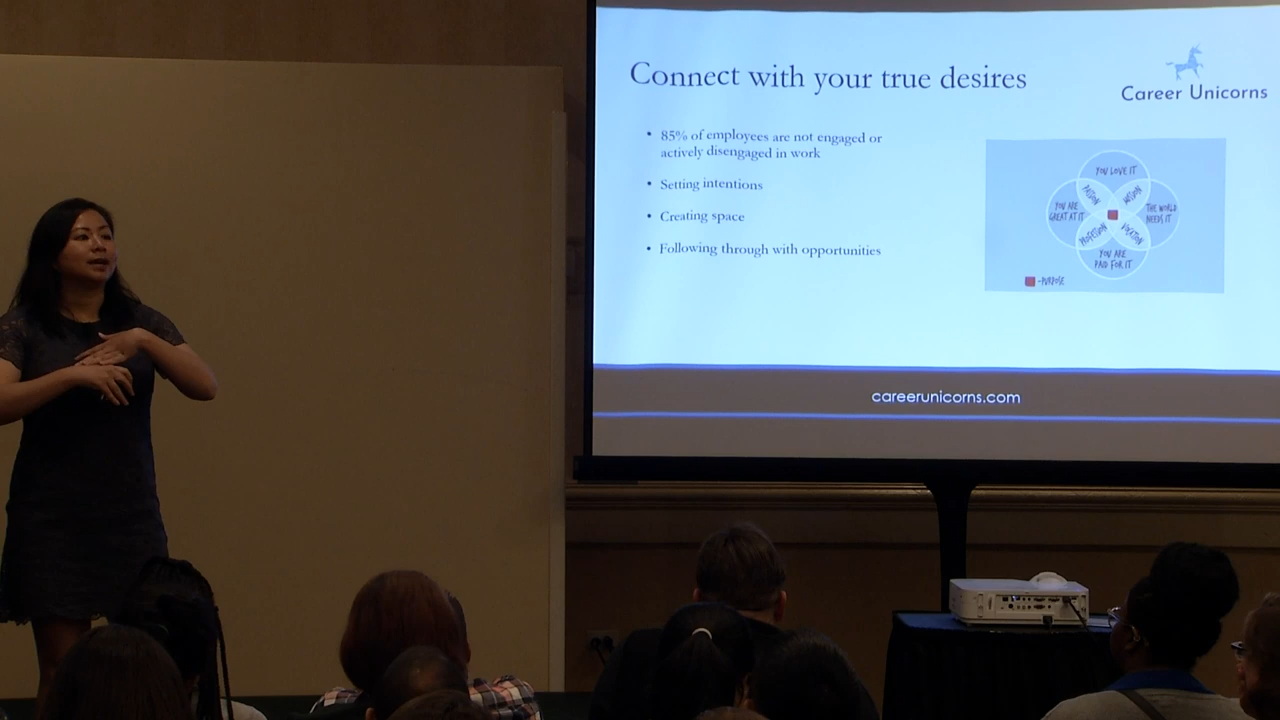 Connect with your true desires
Career Unicorns
• 85% of employees are not engaged or
actively disengaged in work
• Setting intentions
• Creating space
• Following through with opportunities
YOU LOVE IT
PASSION
MISSION
YOU ARE
GREAT AT IT
THE WORLD
NEEDS IT
PROFESSION
VOCATION
YOU ARE
PAID FOR IT
-PURPOSE
careerunicorns.com